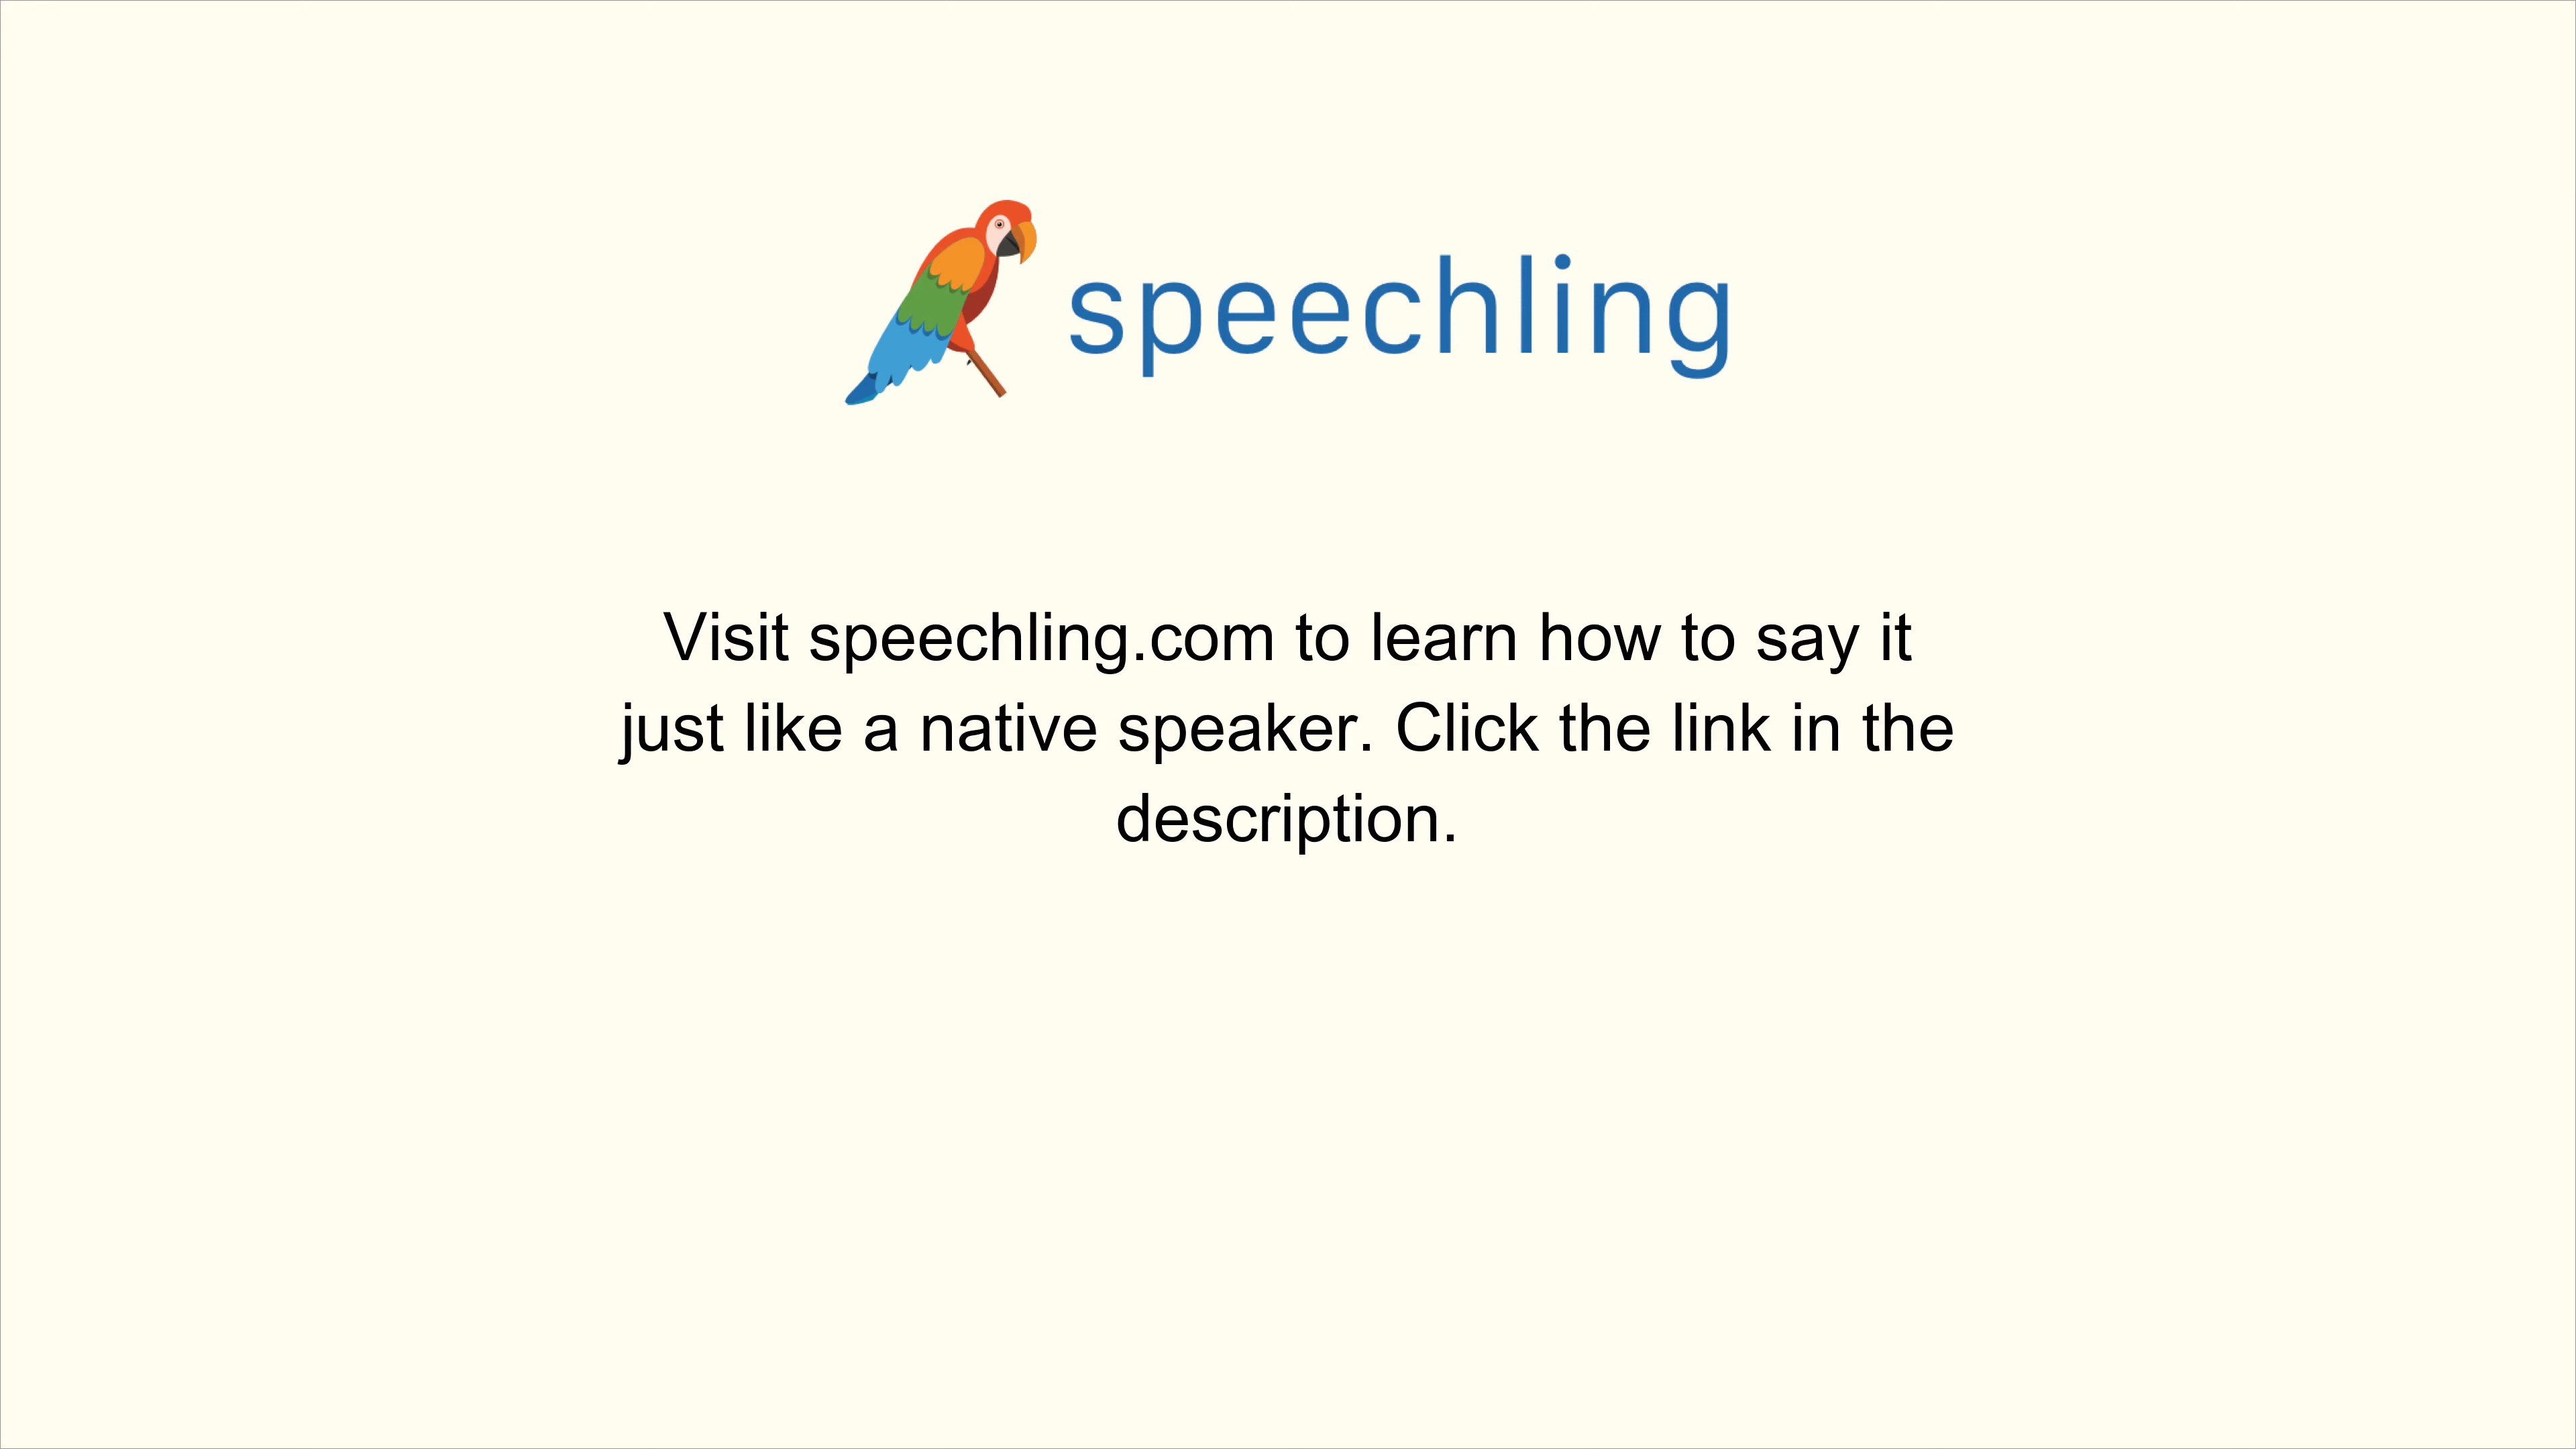 speechling
Visit speechling.com to learn how to say it
just like a native speaker. Click the link in the
description.